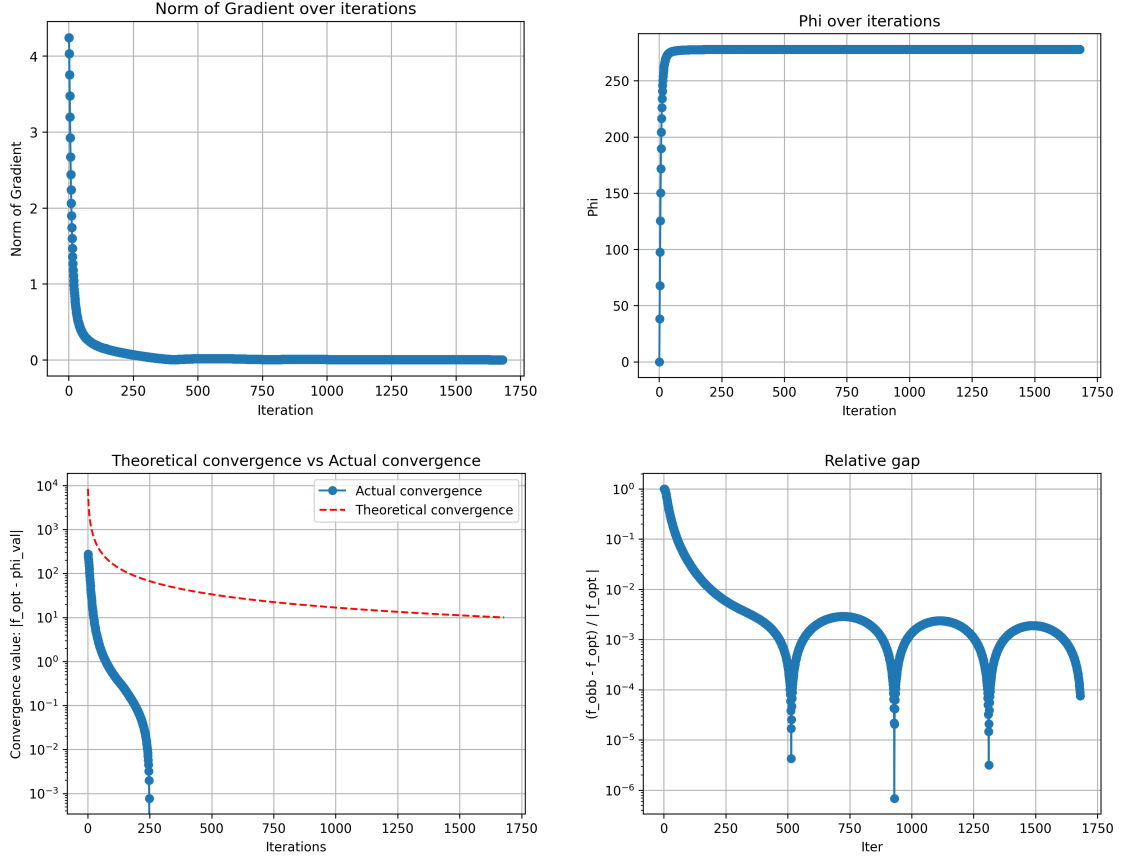 Norm of Gradient over iterations
Norm of Gradient
4
3
2
1
0
0 250 500 750 1000 1250 1500 1750
Iteration
Phi over iterations
Phi
250
200
150
100
50
0
0 250 500 750 1000 1250 1500 1750
Iteration
Theoretical convergence vs Actual convergence
Convergence value: |f_opt - phi_val|
10⁴
10³
10²
10¹
10⁰
10⁻¹
10⁻²
10⁻³
Actual convergence
Theoretical convergence
0 250 500 750 1000 1250 1500 1750
Iterations
Relative gap
(f_obb - f_opt) / | f_opt |
10⁰
10⁻¹
10⁻²
10⁻³
10⁻⁴
10⁻⁵
10⁻⁶
0 250 500 750 1000 1250 1500 1750
Iter